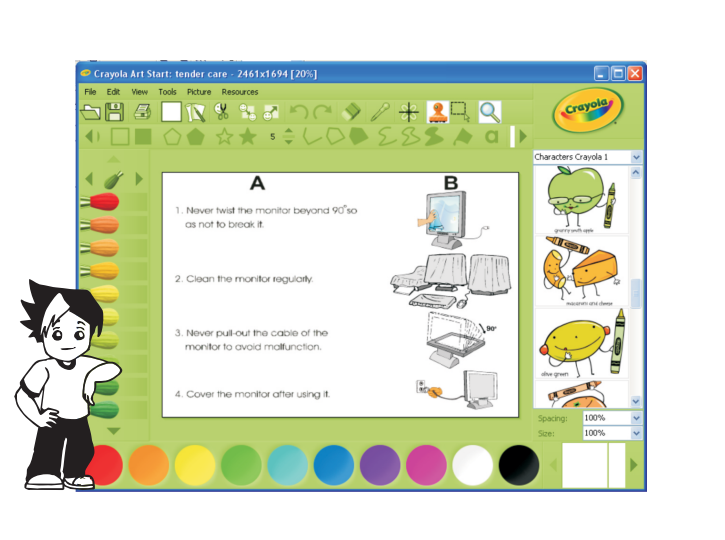 Crayola Art Start: tender care - 2461x1694 [20%]
File Edit View Tools Picture Resources
Crayola
5
a
Characters Crayola 1
A B
1. Never twist the monitor beyond 90°so
as not to break it.
2. Clean the monitor regularly.
3. Never pull-out the cable of the
monitor to avoid malfunction.
4. Cover the monitor after using it.
90°
granny smith apple
macaroni and cheese
olive green
Spacing: 100%
Size: 100%